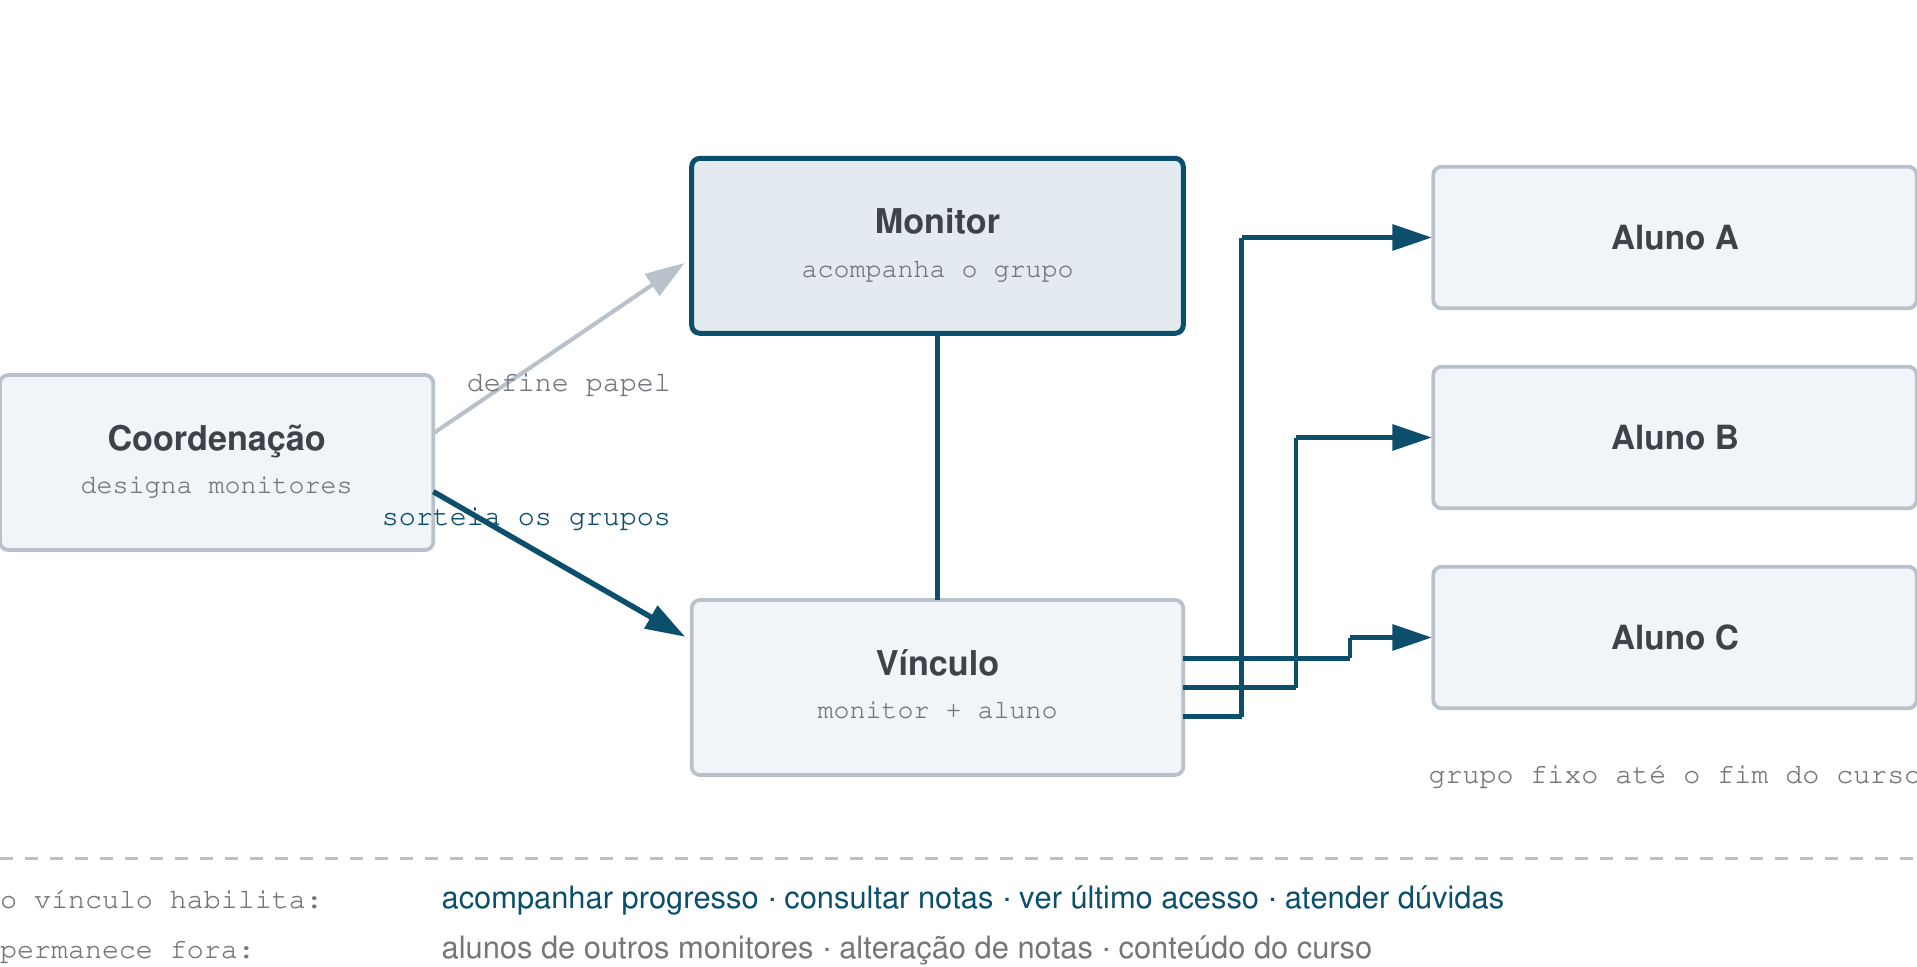 Monitor
acompanha o grupo
define papel
Coordenação
designa monitores
sorteia os grupos
Vínculo
monitor + aluno
Aluno A
Aluno B
Aluno C
grupo fixo até o fim do curso
o vínculo habilita: acompanhar progresso · consultar notas · ver último acesso · atender dúvidas
permanece fora: alunos de outros monitores · alteração de notas · conteúdo do curso